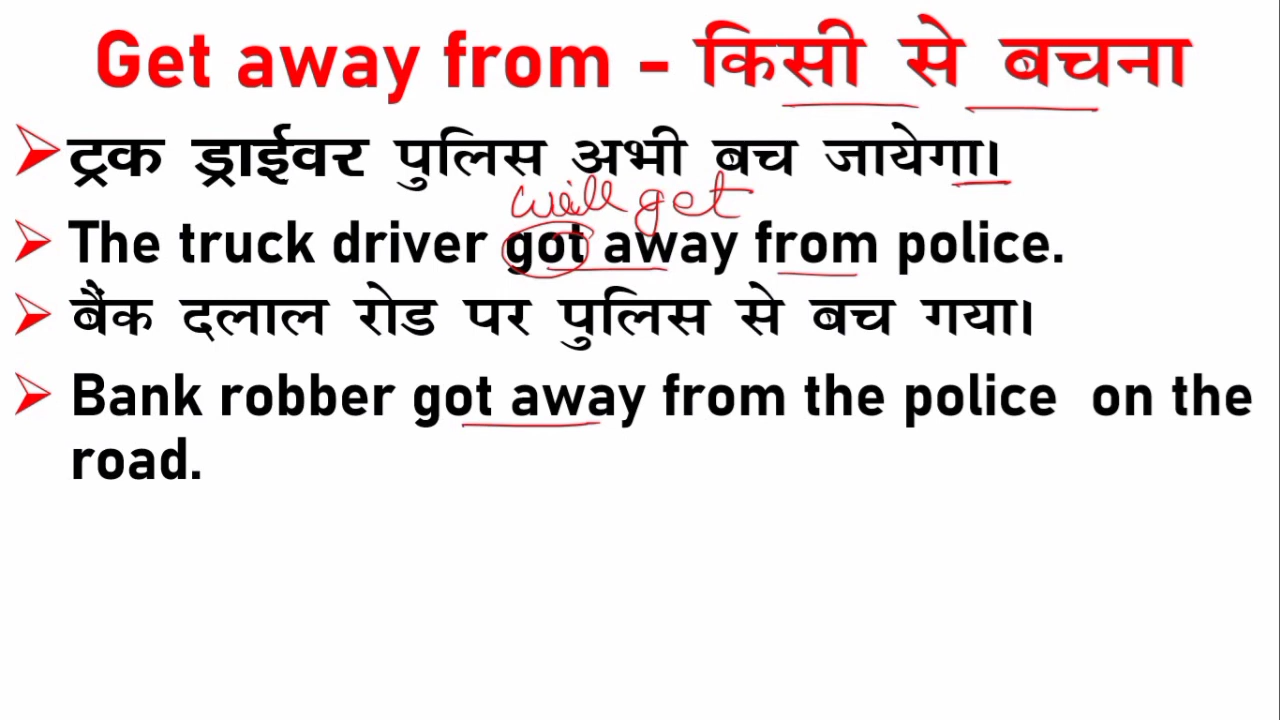 Get away from - किसी से बचना
ट्रक ड्राईवर पुलिस अभी बच जायेगा।
will get
The truck driver got away from police.
बैंक दलाल रोड पर पुलिस से बच गया।
Bank robber got away from the police on the
road.